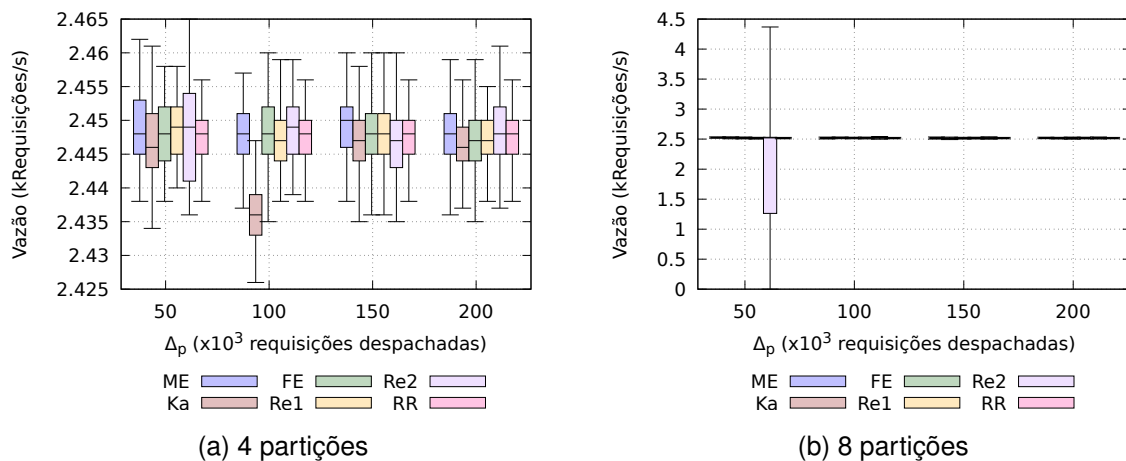 2.465
2.46
2.455
2.45
2.445
2.44
2.435
2.43
2.425
Vazão (kRequisições/s)
50 100 150 200
Δp (x10³ requisições despachadas)
ME FE Re2
Ka Re1 RR
(a) 4 partições
4.5
4
3.5
3
2.5
2
1.5
1
0.5
0
Vazão (kRequisições/s)
50 100 150 200
Δp (x10³ requisições despachadas)
ME FE Re2
Ka Re1 RR
(b) 8 partições